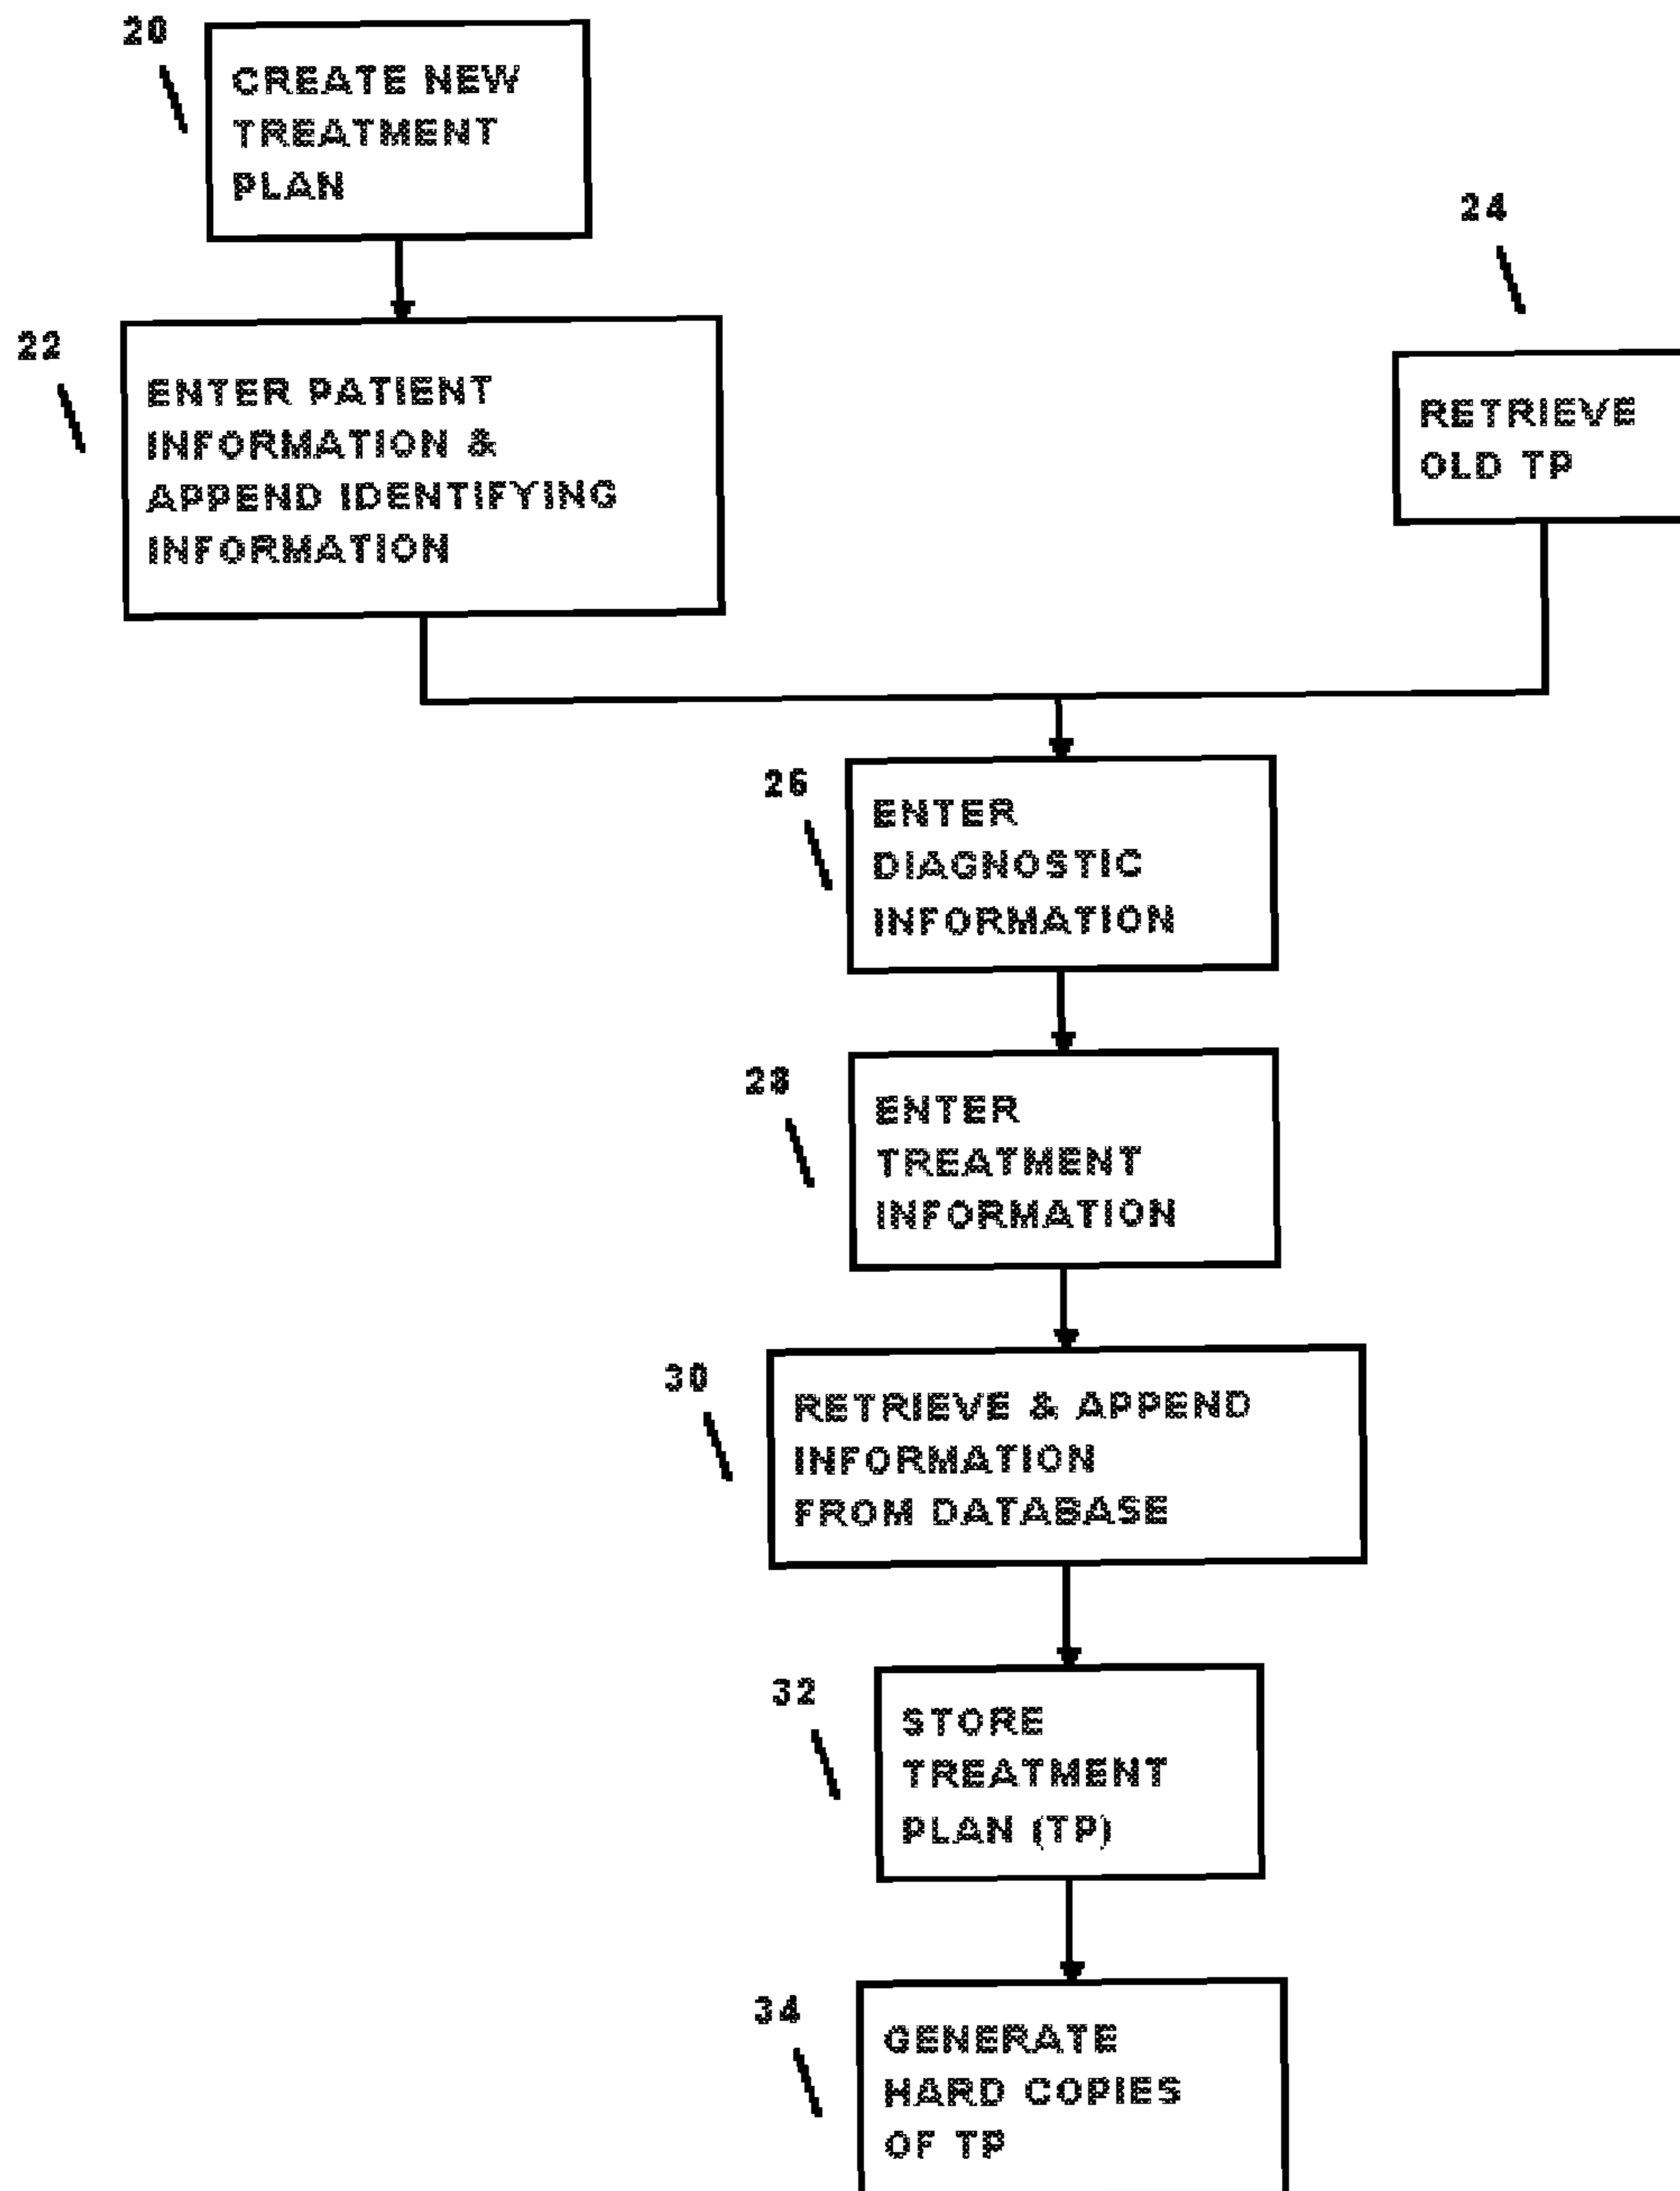 20
CREATE NEW
TREATMENT
PLAN
22
ENTER PATIENT
INFORMATION &
APPEND IDENTIFYING
INFORMATION
24
RETRIEVE
OLD TP
26
ENTER
DIAGNOSTIC
INFORMATION
28
ENTER
TREATMENT
INFORMATION
30
RETRIEVE & APPEND
INFORMATION
FROM DATABASE
32
STORE
TREATMENT
PLAN (TP)
34
GENERATE
HARD COPIES
OF TP